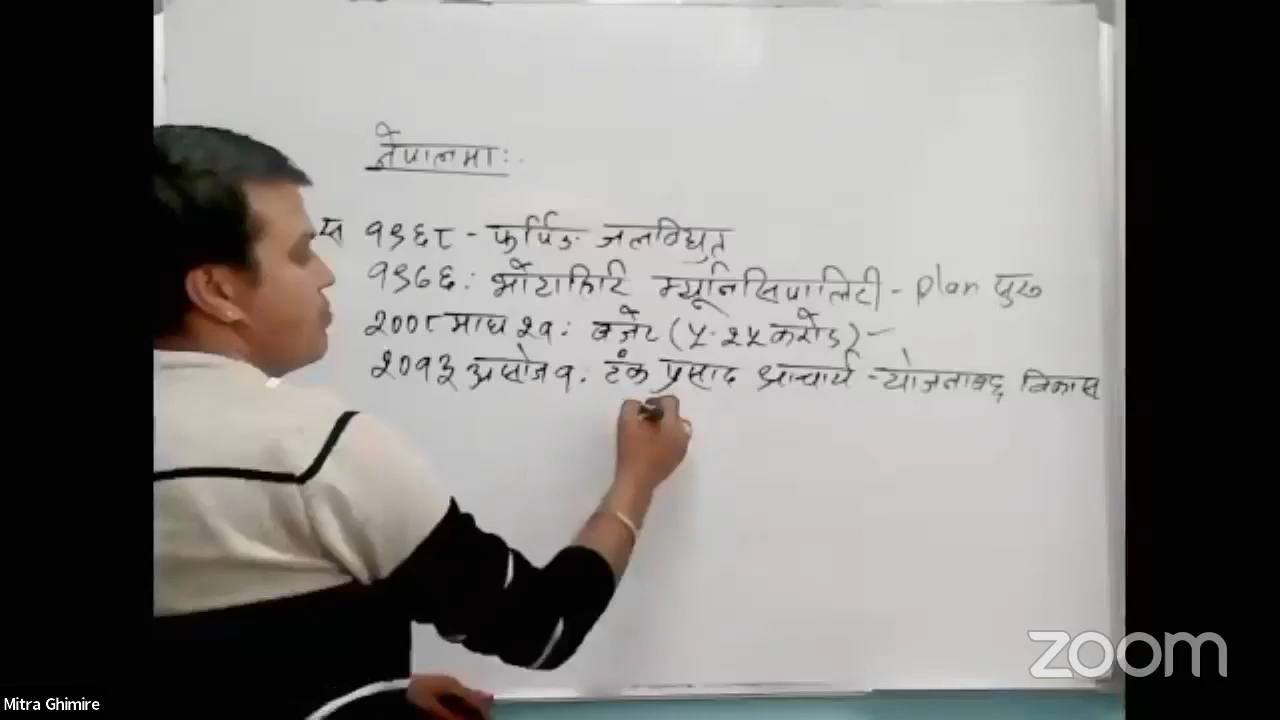 नेपालमाः
स १९६८ - फर्पिङ जलविधुत
१९७६ः भोटाहिटि म्यूनिसिपालिटी - plan सुरु
२००८ माघ २१ः बजेट (५.२५ करोड) -
२०१३ असोज १ः टंक प्रसाद आचार्य - योजनाबद्द विकास
zoom
Mitra Ghimire